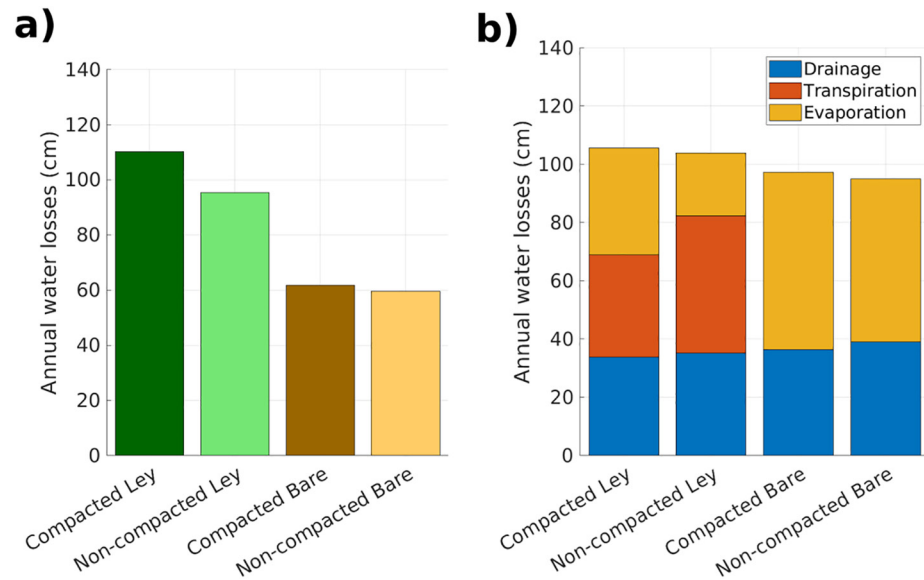 a)
Annual water losses (cm)
140
120
100
80
60
40
20
0
Compacted Ley
Non-compacted Ley
Compacted Bare
Non-compacted Bare
b)
Annual water losses (cm)
140
120
100
80
60
40
20
0
Drainage
Transpiration
Evaporation
Compacted Ley
Non-compacted Ley
Compacted Bare
Non-compacted Bare